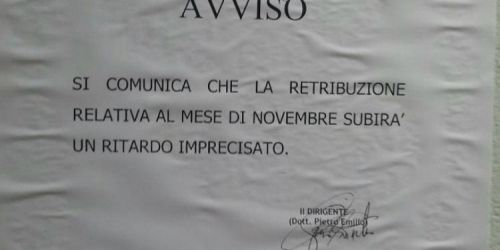 AVVISO
SI COMUNICA CHE LA RETRIBUZIONE
RELATIVA AL MESE DI NOVEMBRE SUBIRA'
UN RITARDO IMPRECISATO.
Il DIRIGENTE
(Dott. Pietro Emilio)